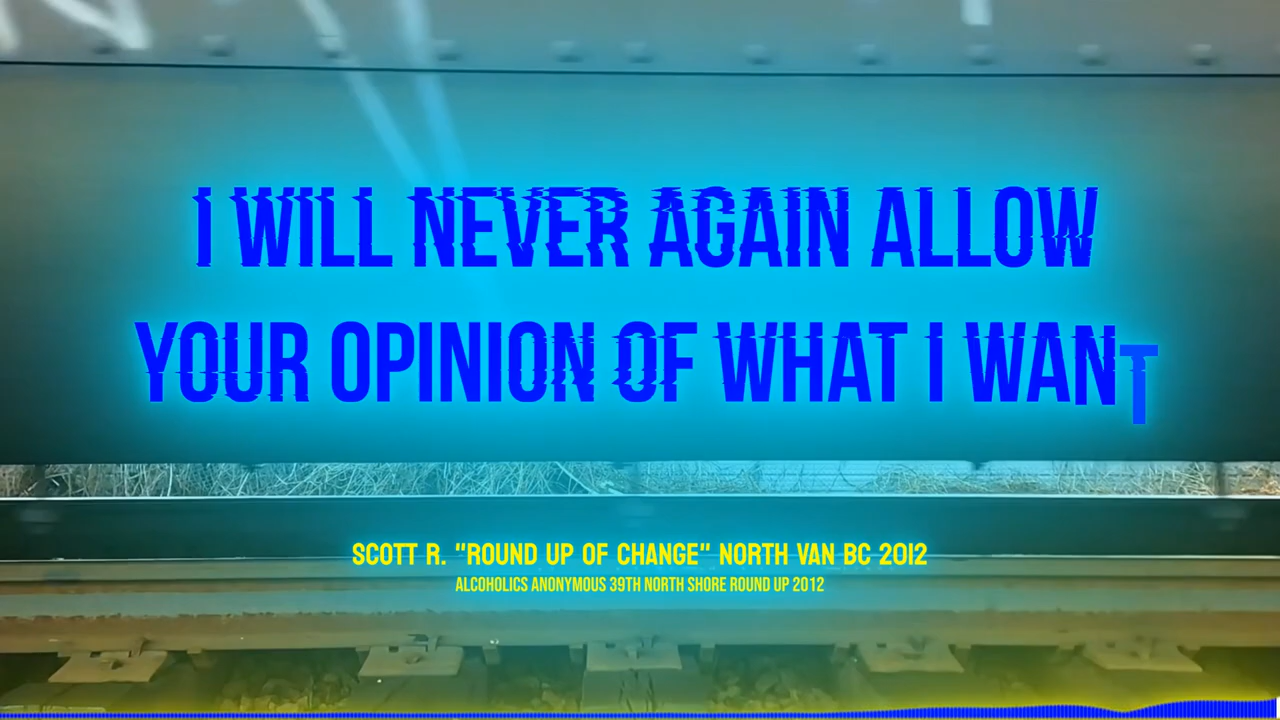 I WILL NEVER AGAIN ALLOW
YOUR OPINION OF WHAT I WANT
SCOTT R. "ROUND UP OF CHANGE" NORTH VAN BC 2012
ALCOHOLICS ANONYMOUS 39TH NORTH SHORE ROUND UP 2012